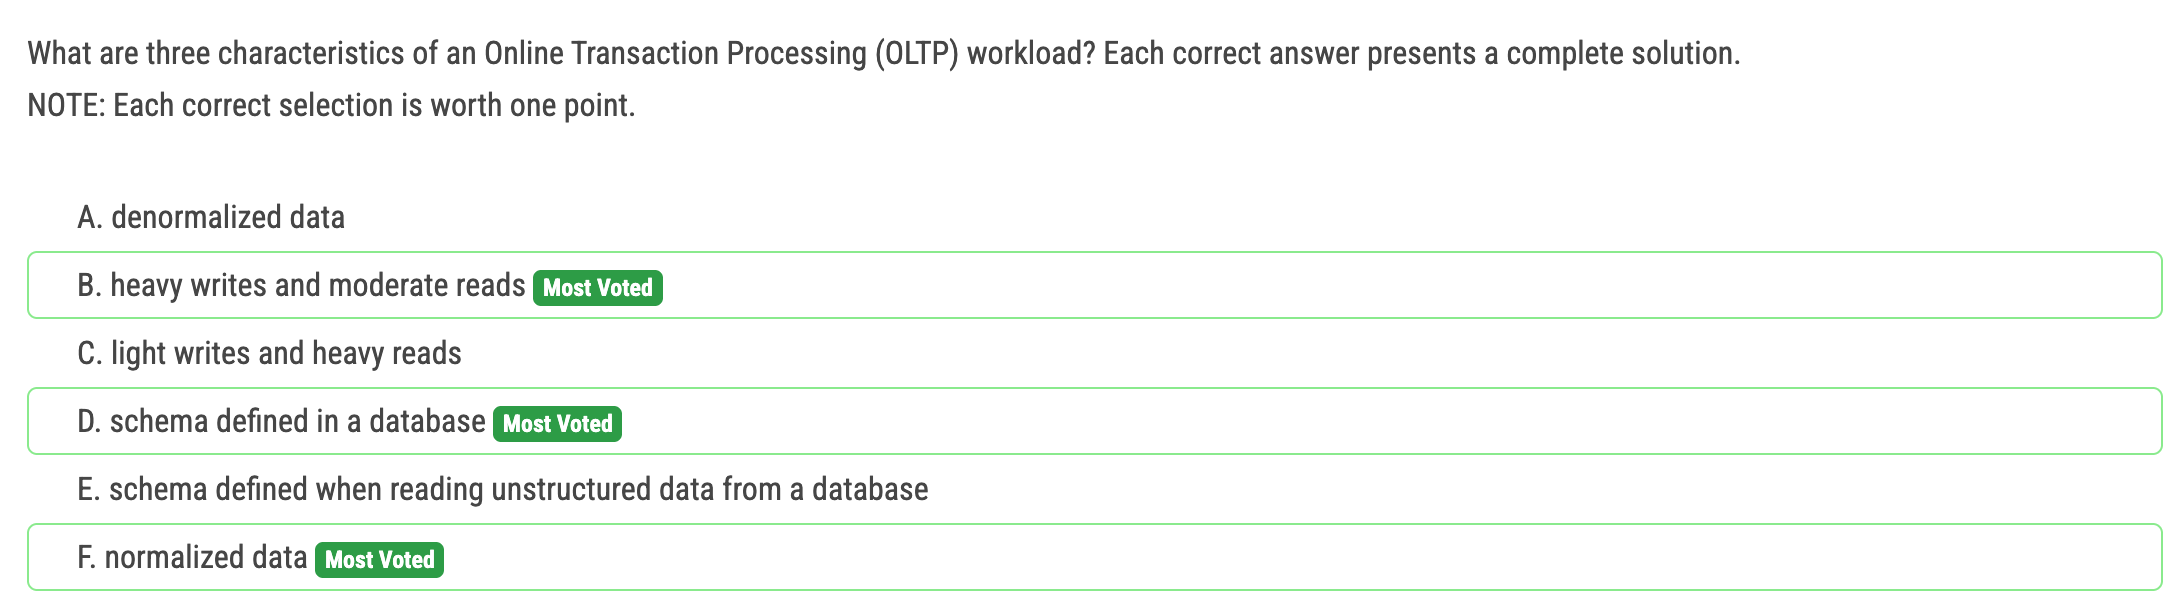 What are three characteristics of an Online Transaction Processing (OLTP) workload? Each correct answer presents a complete solution.
NOTE: Each correct selection is worth one point.
A. denormalized data
B. heavy writes and moderate reads Most Voted
C. light writes and heavy reads
D. schema defined in a database Most Voted
E. schema defined when reading unstructured data from a database
F. normalized data Most Voted